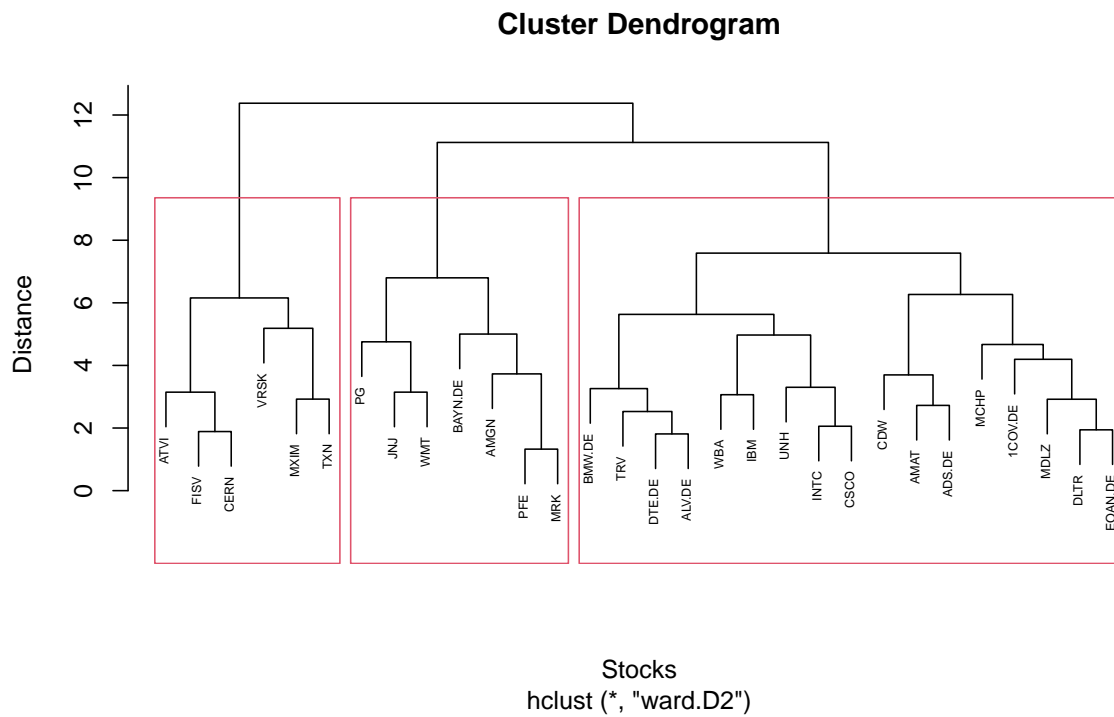 Cluster Dendrogram
Distance
0
2
4
6
8
10
12
ATVI
FISV
CERN
VRSK
MXIM
TXN
PG
JNJ
WMT
BAYN.DE
AMGN
PFE
MRK
BMW.DE
TRV
DTE.DE
ALV.DE
WBA
IBM
UNH
INTC
CSCO
CDW
AMAT
ADS.DE
MCHP
1COV.DE
MDLZ
DLTR
EOAN.DE
Stocks
hclust (*, "ward.D2")